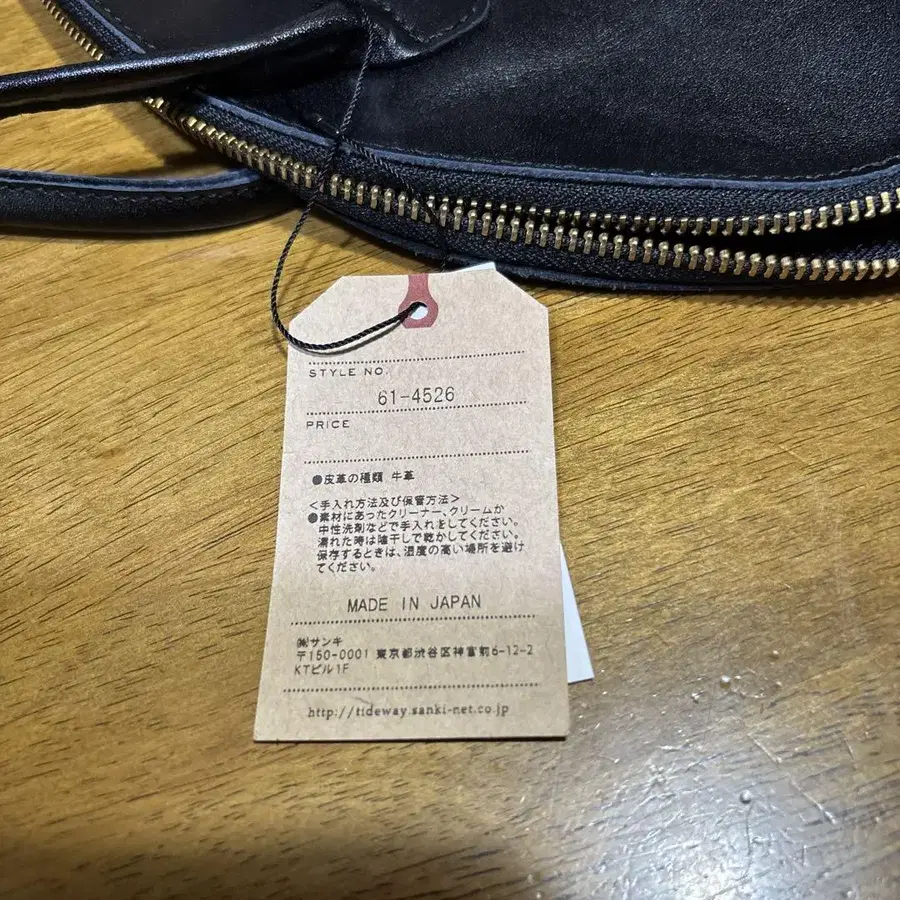 STYLE NO.
61-4526
PRICE
●皮革の種類 牛革
＜手入れ方法及び保管方法＞
●素材にあったクリーナー、クリームか
中性洗剤などで手入れをしてください。
濡れた時は陰干しで乾かしてください。
保存するときは、湿度の高い場所を避け
てください。
MADE IN JAPAN
㈱サンキ
〒150-0001 東京都渋谷区神宮前6-12-2
KTビル1F
http://tideway.sanki-net.co.jp